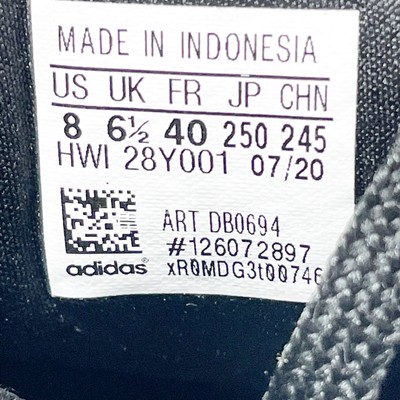 MADE IN INDONESIA
US UK FR JP CHN
8 6½ 40 250 245
HWI 28Y001 07/20
ART DB0694
#126072897
adidas xR0MDG3t00746